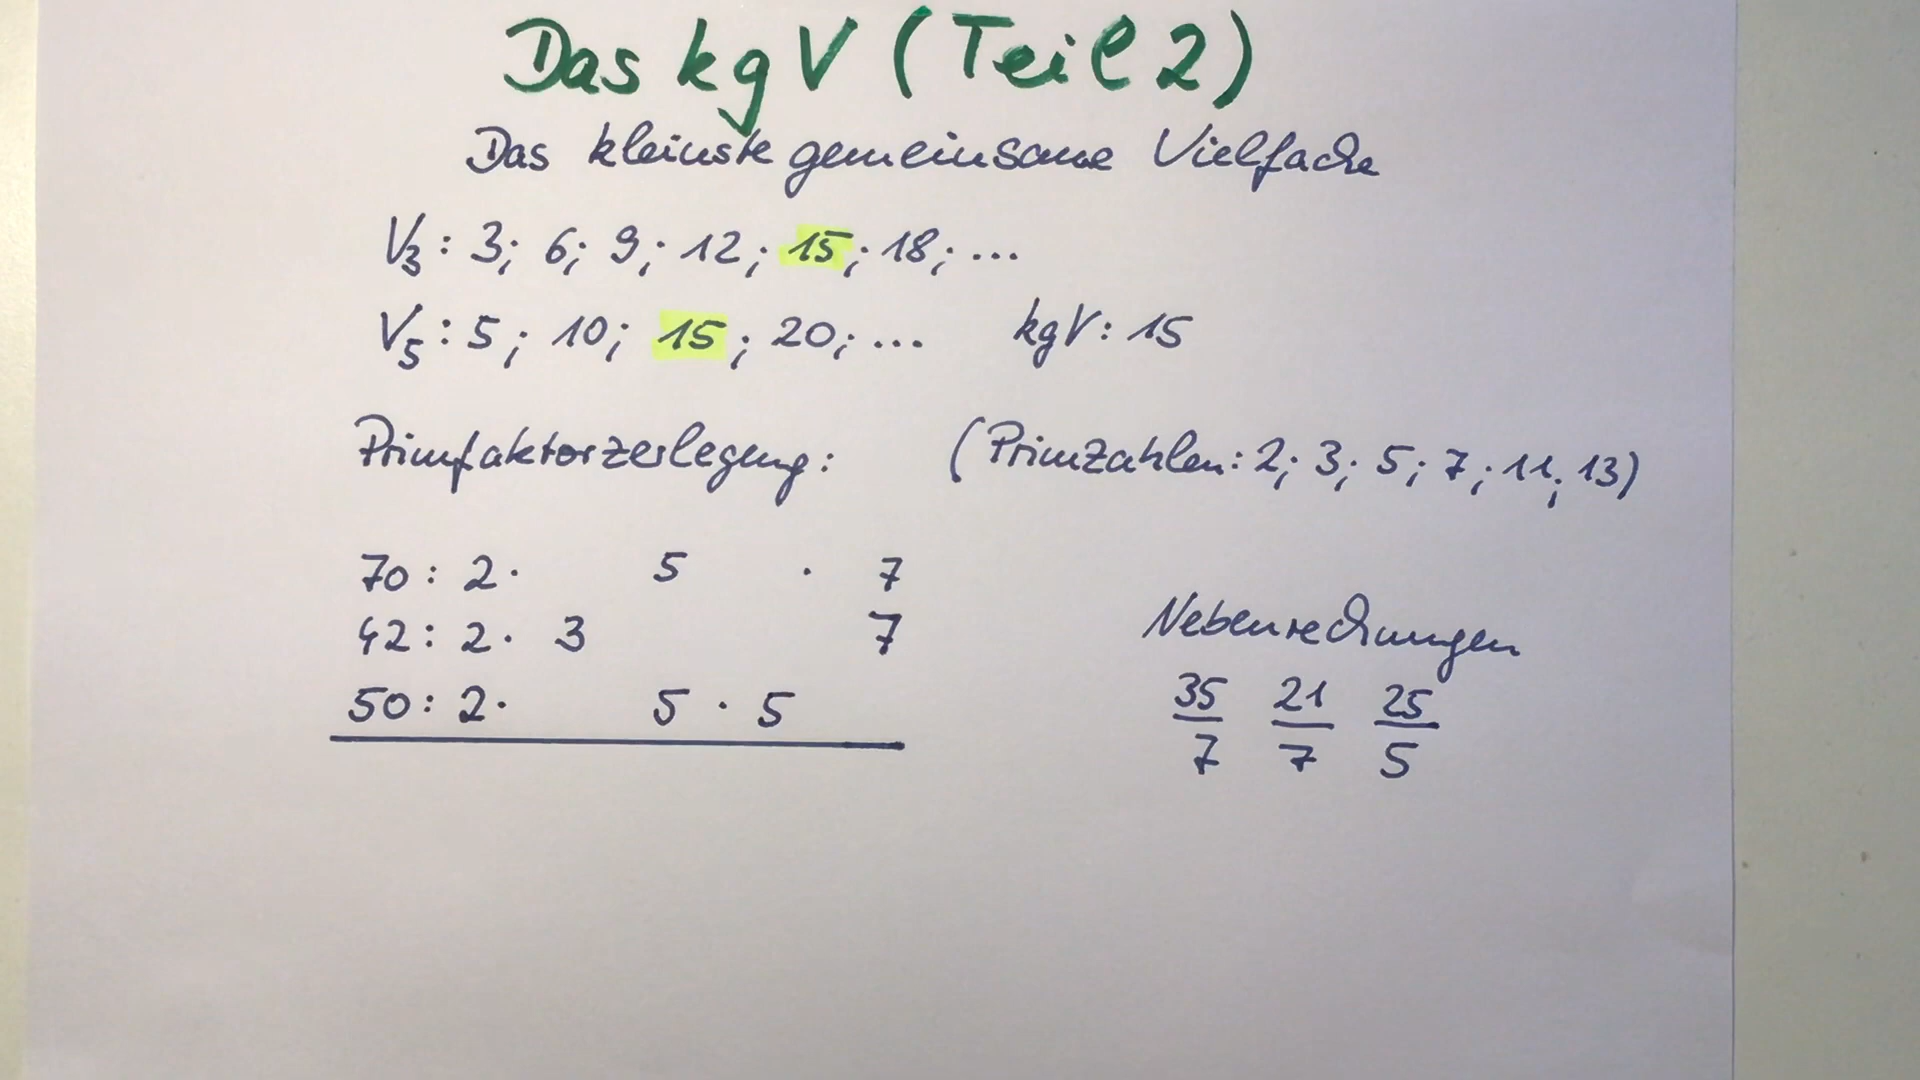 Das kgV (Teil 2)
Das kleinste gemeinsame Vielfache
V3: 3; 6; 9; 12; 15; 18; ...
V5: 5; 10; 15; 20; ... kgV: 15
Primfaktorzerlegung: (Primzahlen: 2; 3; 5; 7; 11; 13)
70: 2 · 5 · 7
42: 2 · 3 7
50: 2 · 5 · 5
Nebenrechnungen
35 21 25
7 7 5